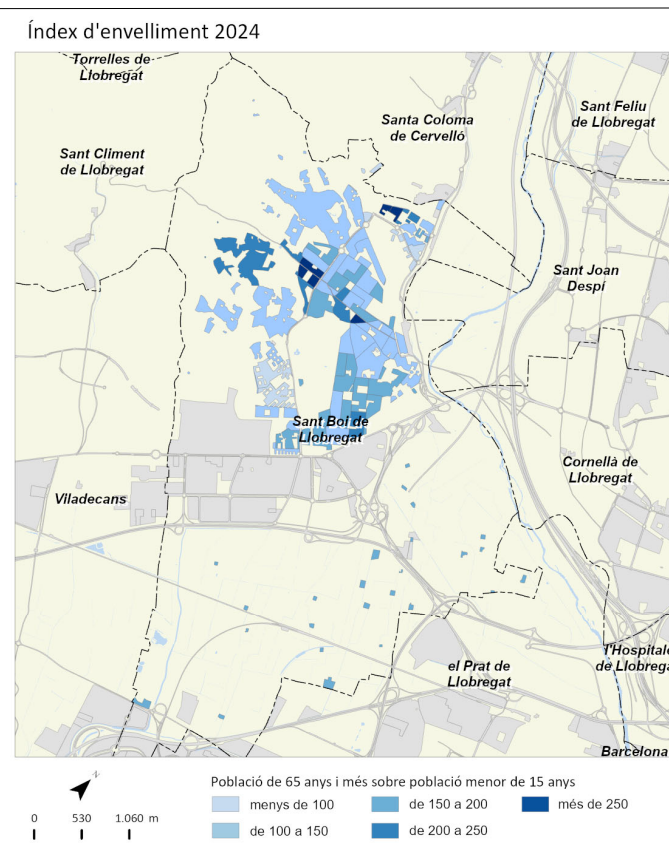 Índex d'envelliment 2024
Torrelles de
Llobregat
Santa Coloma
de Cervelló
Sant Feliu
de Llobregat
Sant Climent
de Llobregat
Sant Joan
Despí
Sant Boi de
Llobregat
Cornellà de
Llobregat
Viladecans
l'Hospitale
de Llobrega
el Prat de
Llobregat
Barcelona
N
Població de 65 anys i més sobre població menor de 15 anys
0 530 1.060 m
menys de 100
de 150 a 200
més de 250
de 100 a 150
de 200 a 250